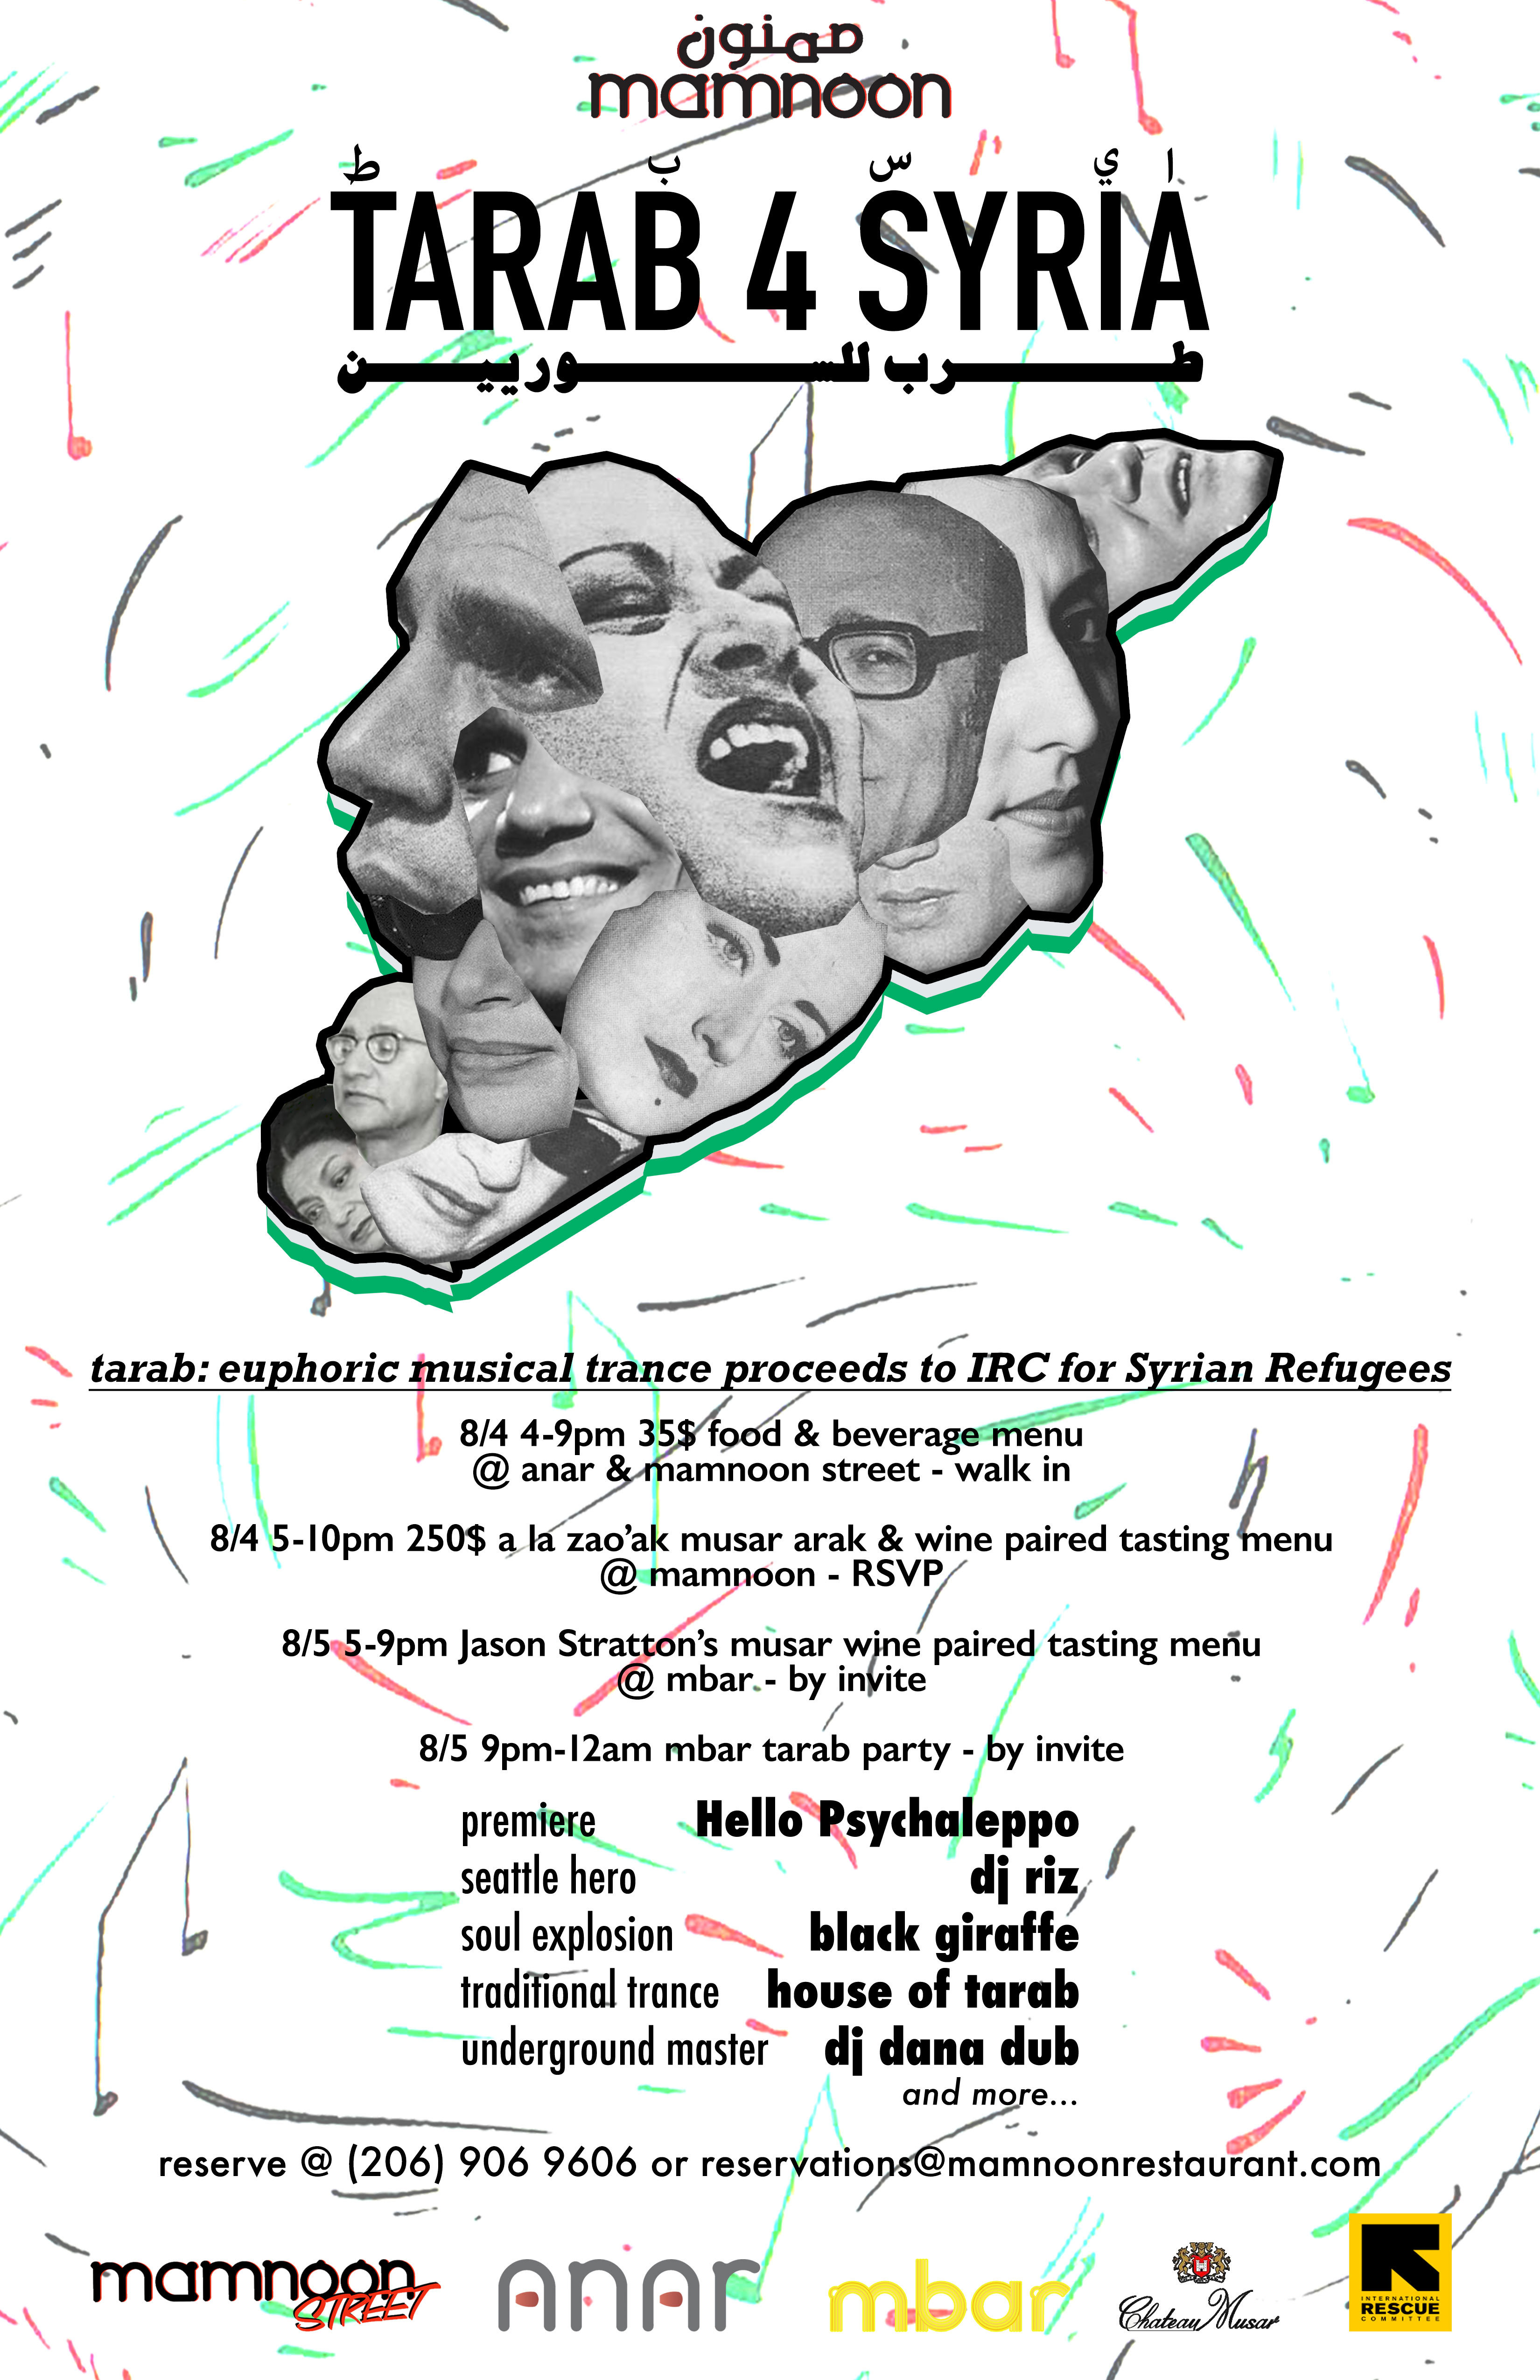 ممنون
mamnoon
ط ب س ي ا
TARAB 4 SYRIA
طرب للسوريين
tarab: euphoric musical trance proceeds to IRC for Syrian Refugees
8/4 4-9pm 35$ food & beverage menu
@ anar & mamnoon street - walk in
8/4 5-10pm 250$ a la zao’ak musar arak & wine paired tasting menu
@ mamnoon - RSVP
8/5 5-9pm Jason Stratton’s musar wine paired tasting menu
@ mbar - by invite
8/5 9pm-12am mbar tarab party - by invite
premiere Hello Psychaleppo
seattle hero dj riz
soul explosion black giraffe
traditional trance house of tarab
underground master dj dana dub
and more...
reserve @ (206) 906 9606 or reservations@mamnoonrestaurant.com
mamnoon STREET
anar
mbar
Chateau Musar
INTERNATIONAL
RESCUE
COMMITTEE